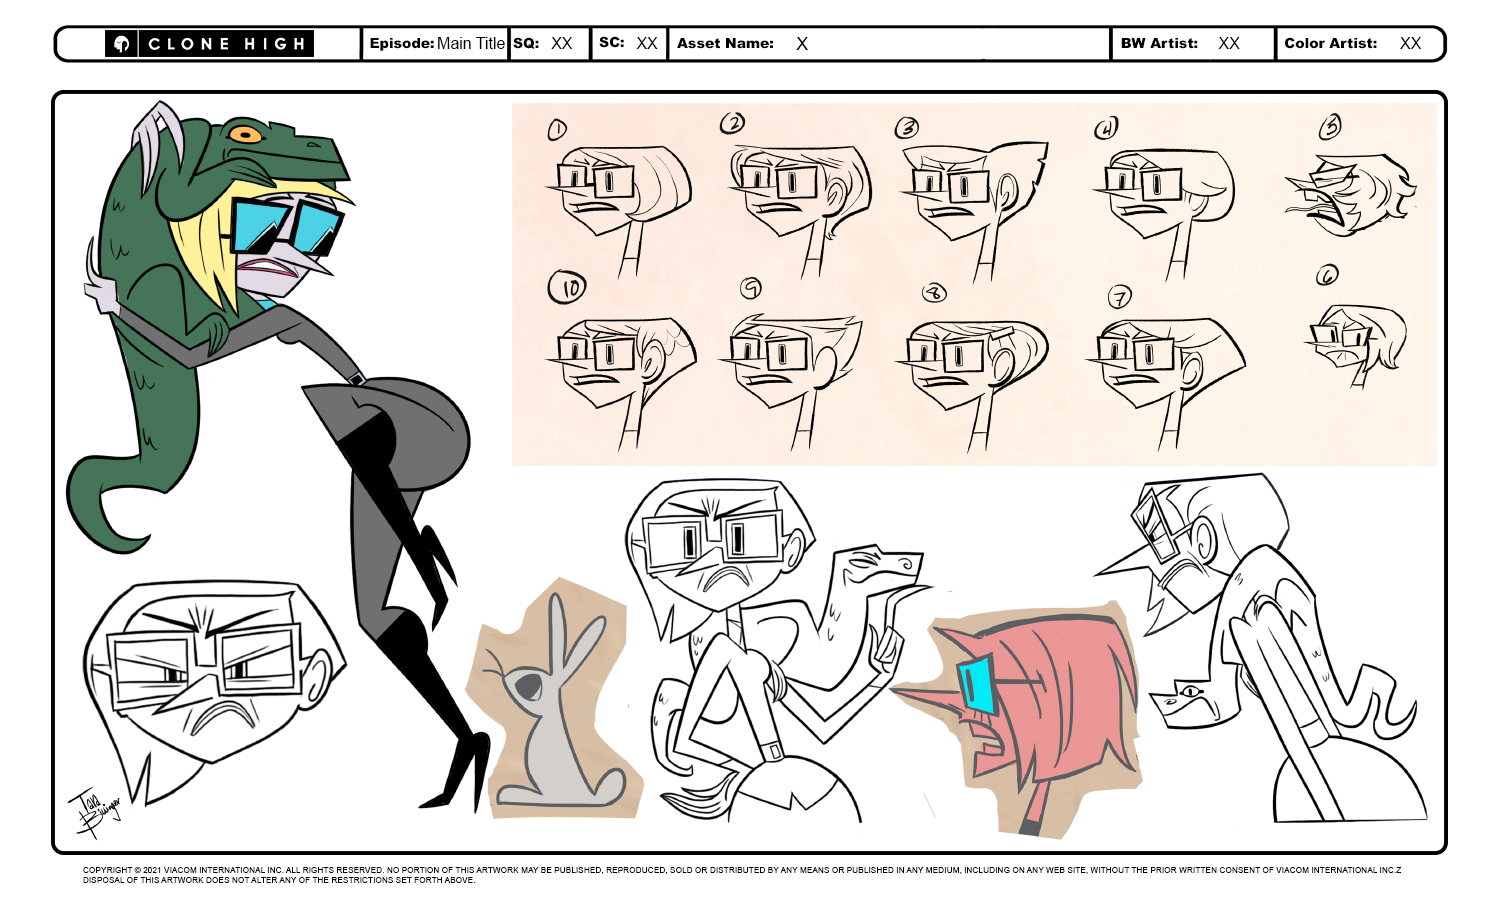 CLONE HIGH Episode: Main Title SQ: XX SC: XX Asset Name: X BW Artist: XX Color Artist: XX
1 2 3 4 5
10 9 8 7 6
Tara Billinger
COPYRIGHT © 2021 VIACOM INTERNATIONAL INC. ALL RIGHTS RESERVED. NO PORTION OF THIS ARTWORK MAY BE PUBLISHED, REPRODUCED, SOLD OR DISTRIBUTED BY ANY MEANS OR PUBLISHED IN ANY MEDIUM, INCLUDING ON ANY WEB SITE, WITHOUT THE PRIOR WRITTEN CONSENT OF VIACOM INTERNATIONAL INC.Z
DISPOSAL OF THIS ARTWORK DOES NOT ALTER ANY OF THE RESTRICTIONS SET FORTH ABOVE.